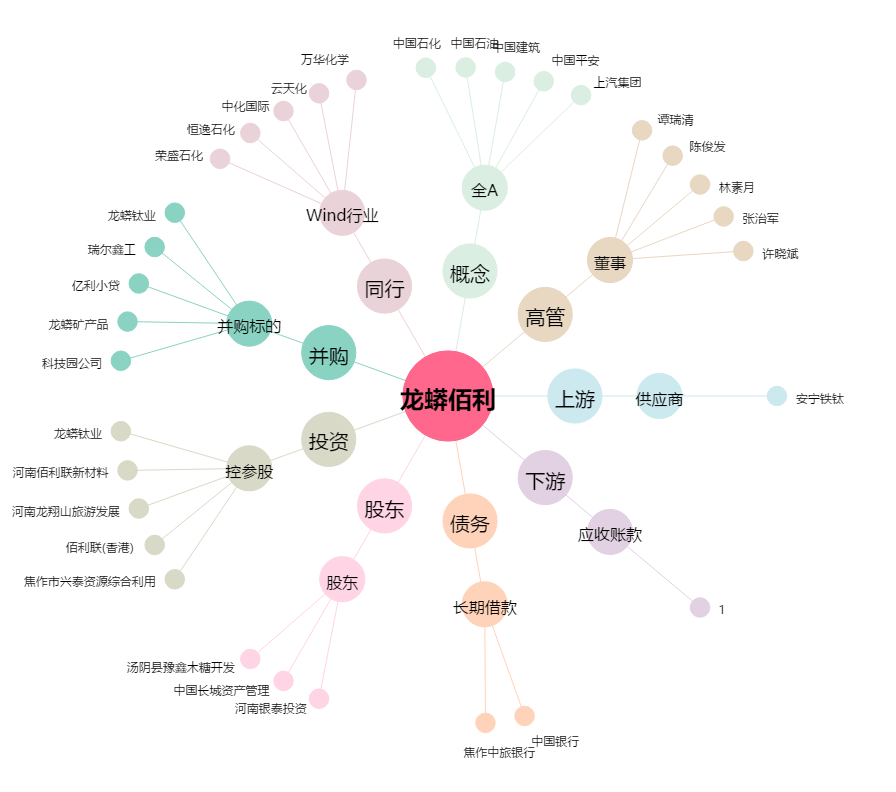 中国石化
中国石油
中国建筑
中国平安
上汽集团
万华化学
云天化
中化国际
恒逸石化
荣盛石化
谭瑞清
陈俊发
林素月
张治军
许晓斌
全A
Wind行业
董事
概念
同行
高管
龙蟒钛业
瑞尔鑫工
亿利小贷
龙蟒矿产品
科技园公司
并购标的
并购
龙蟒佰利
上游
供应商
安宁铁钛
投资
控参股
龙蟒钛业
河南佰利联新材料
河南龙翔山旅游发展
佰利联(香港)
焦作市兴泰资源综合利用
下游
应收账款
1
股东
股东
债务
长期借款
汤阴县豫鑫木糖开发
中国长城资产管理
河南银泰投资
中国银行
焦作中旅银行